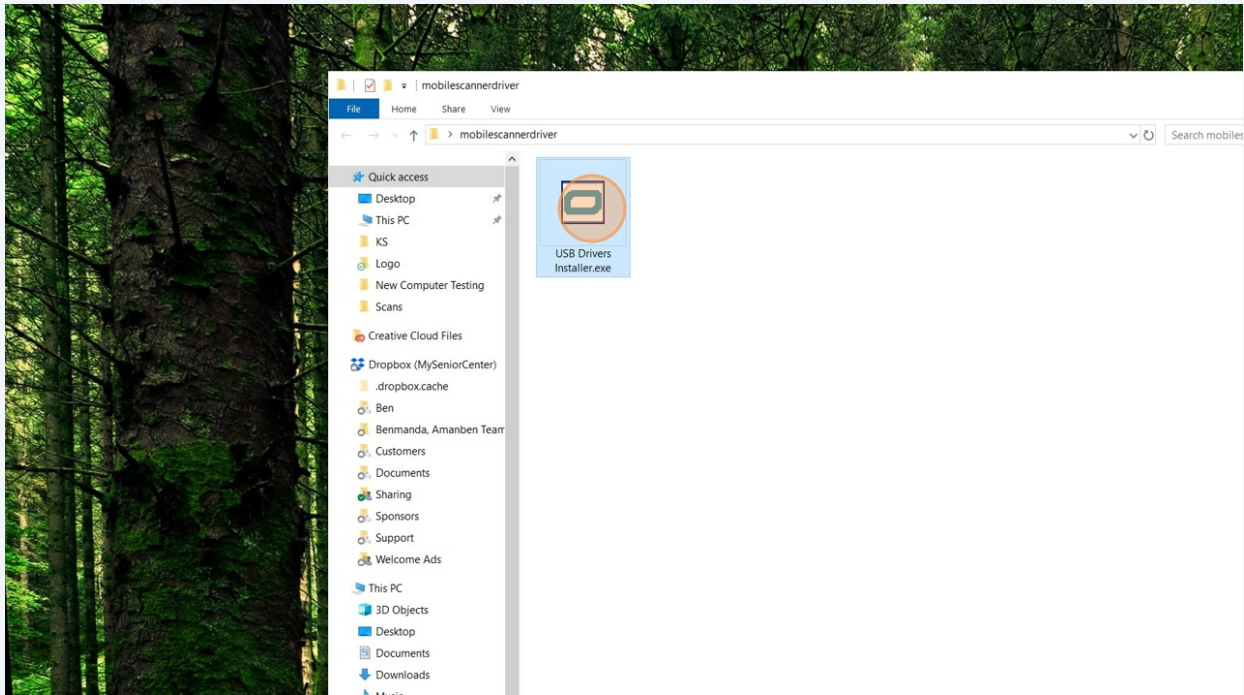 mobilescannerdriver
File Home Share View
mobilescannerdriver
Search mobiles
Quick access
Desktop
This PC
KS
Logo
New Computer Testing
Scans
Creative Cloud Files
Dropbox (MySeniorCenter)
.dropbox.cache
Ben
Benmanda, Amanben Team
Customers
Documents
Sharing
Sponsors
Support
Welcome Ads
This PC
3D Objects
Desktop
Documents
Downloads
Music
USB Drivers
Installer.exe